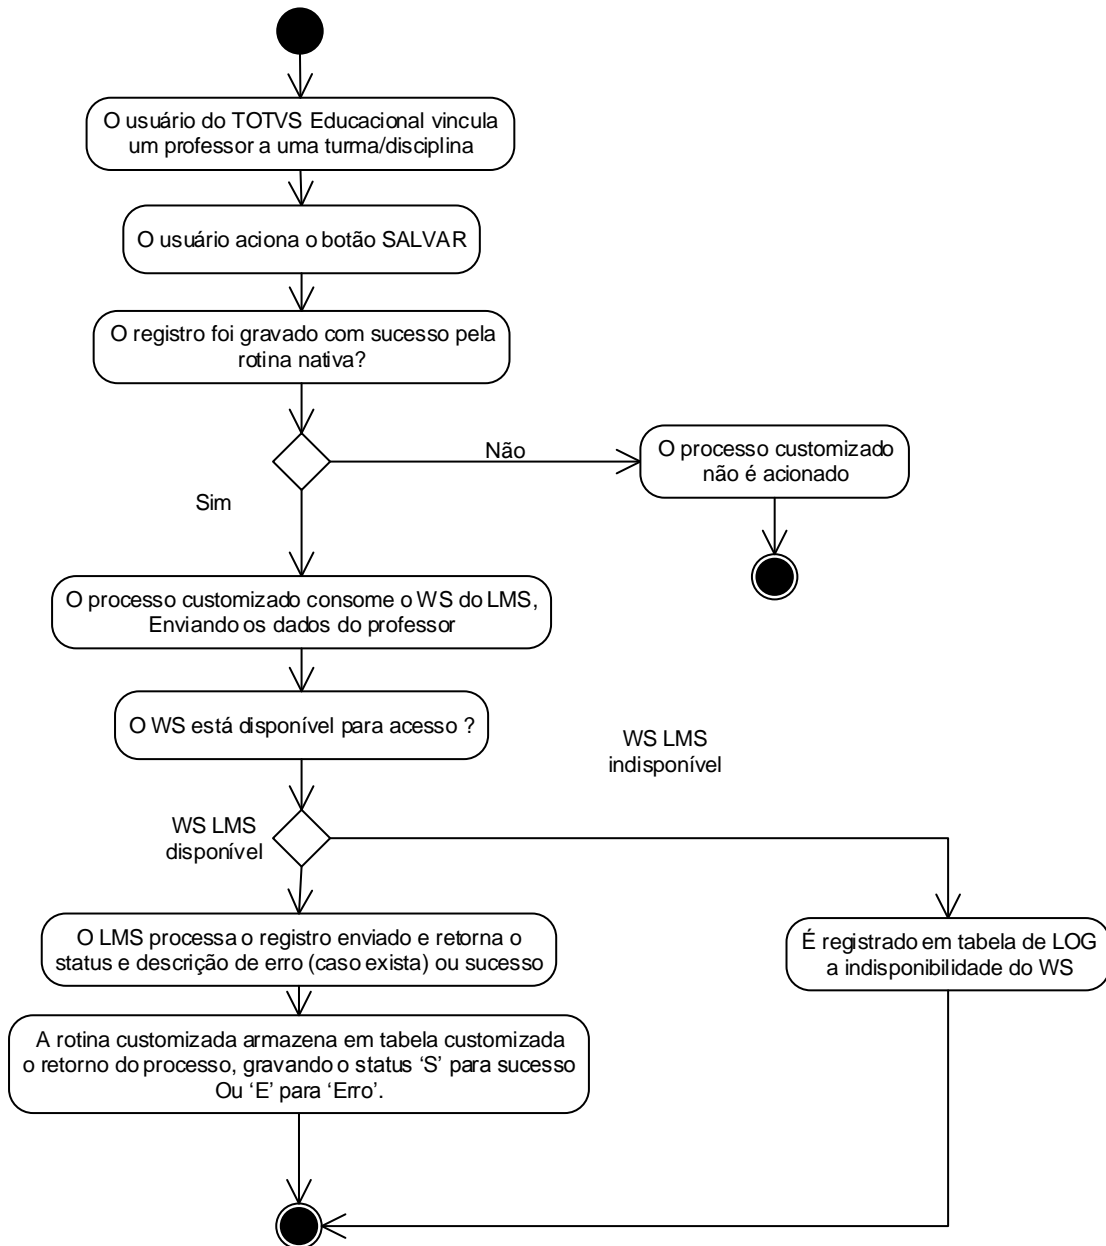 O usuário do TOTVS Educacional vincula
um professor a uma turma/disciplina
O usuário aciona o botão SALVAR
O registro foi gravado com sucesso pela
rotina nativa?
Não
O processo customizado
não é acionado
Sim
O processo customizado consome o WS do LMS,
Enviando os dados do professor
O WS está disponível para acesso ?
WS LMS
indisponível
WS LMS
disponível
O LMS processa o registro enviado e retorna o
status e descrição de erro (caso exista) ou sucesso
É registrado em tabela de LOG
a indisponibilidade do WS
A rotina customizada armazena em tabela customizada
o retorno do processo, gravando o status ‘S’ para sucesso
Ou ‘E’ para ‘Erro’.